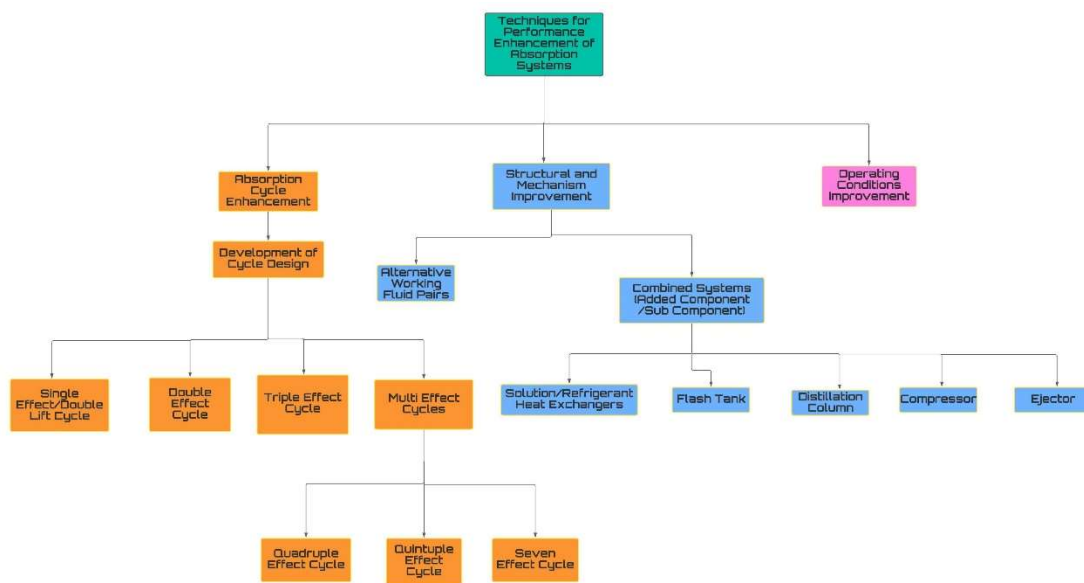 Techniques for
Performance
Enhancement of
Absorption
Systems
Absorption
Cycle
Enhancement
Structural and
Mechanism
Improvement
Operating
Conditions
Improvement
Development of
Cycle Design
Alternative
Working
Fluid Pairs
Combined Systems
(Added Component
/Sub Component)
Single
Effect/Double
Lift Cycle
Double
Effect
Cycle
Triple Effect
Cycle
Multi Effect
Cycles
Solution/Refrigerant
Heat Exchangers
Flash Tank
Distillation
Column
Compressor
Ejector
Quadruple
Effect Cycle
Quintuple
Effect
Cycle
Seven
Effect Cycle